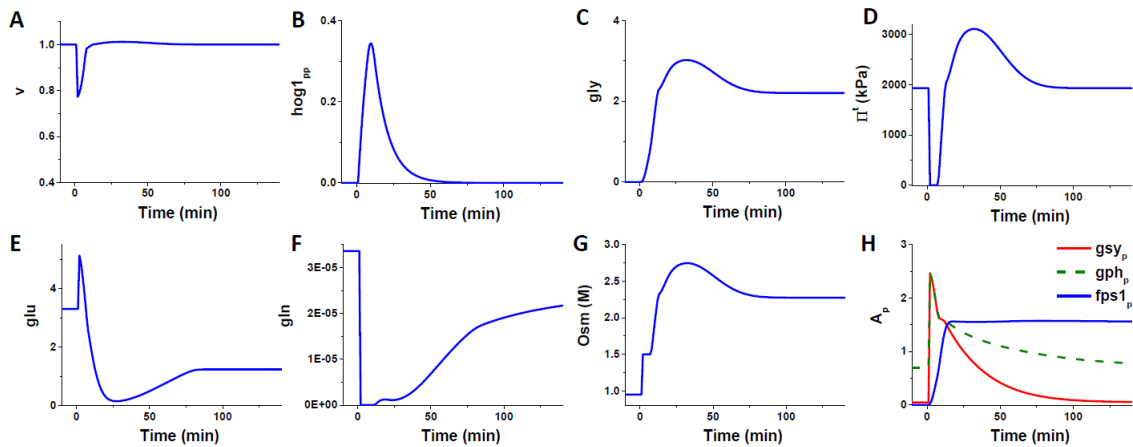 A
1.0
0.8
0.6
0.4
v
0
50
100
Time (min)
B
0.4
0.2
0.0
hog1pp
0
50
100
Time (min)
C
4
2
0
gly
0
50
100
Time (min)
D
3000
2000
1000
0
Πt (kPa)
0
50
100
Time (min)
E
6
4
2
0
glu
0
50
100
Time (min)
F
3E-05
2E-05
1E-05
0E+00
gln
0
50
100
Time (min)
G
3.0
2.5
2.0
1.5
1.0
Osm (M)
0
50
100
Time (min)
H
3
2
1
0
Ap
gsyp
gphp
fps1p
0
50
100
Time (min)